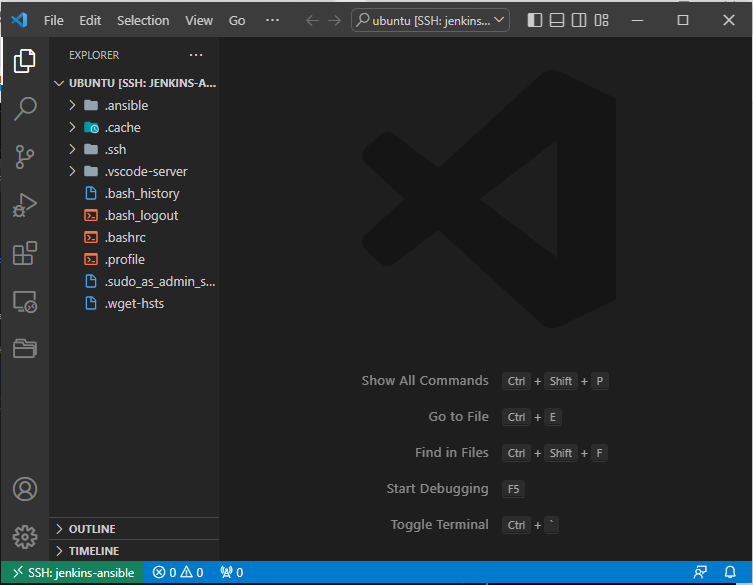 File Edit Selection View Go ··· ubuntu [SSH: jenkins...
EXPLORER ···
UBUNTU [SSH: JENKINS-A...
.ansible
.cache
.ssh
.vscode-server
.bash_history
.bash_logout
.bashrc
.profile
.sudo_as_admin_s...
.wget-hsts
Show All Commands Ctrl + Shift + P
Go to File Ctrl + E
Find in Files Ctrl + Shift + F
Start Debugging F5
Toggle Terminal Ctrl + `
OUTLINE
TIMELINE
SSH: jenkins-ansible 0 0 0